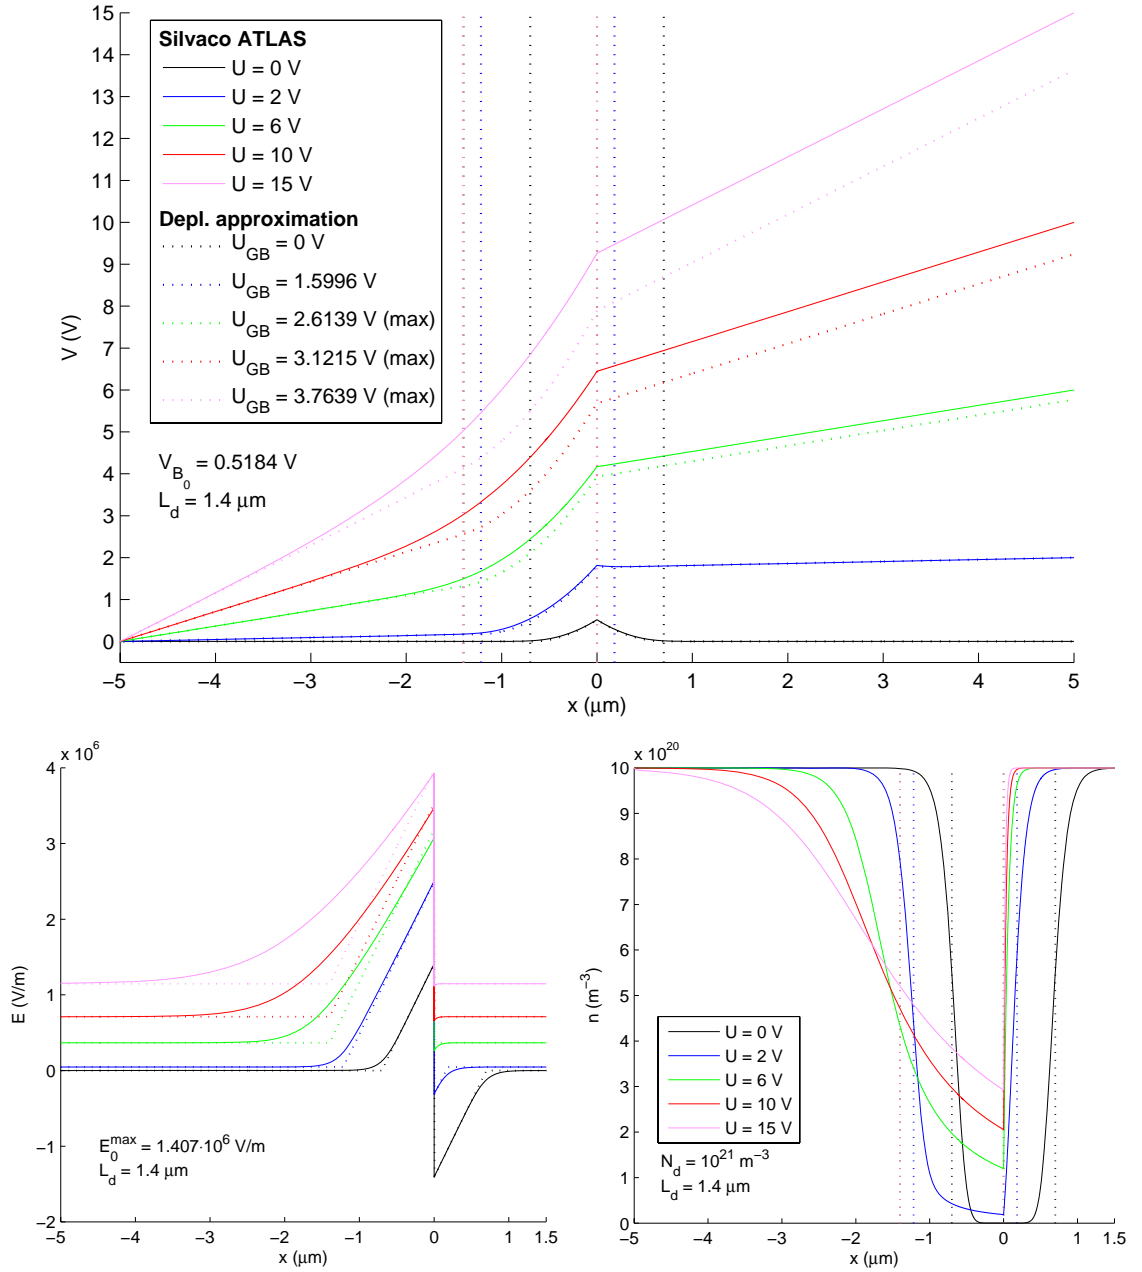 15
14
13
12
11
10
9
8
7
6
5
4
3
2
1
0
V (V)
Silvaco ATLAS
U = 0 V
U = 2 V
U = 6 V
U = 10 V
U = 15 V
Depl. approximation
U_GB = 0 V
U_GB = 1.5996 V
U_GB = 2.6139 V (max)
U_GB = 3.1215 V (max)
U_GB = 3.7639 V (max)
V_B_0 = 0.5184 V
L_d = 1.4 μm
−5 −4 −3 −2 −1 0 1 2 3 4 5
x (μm)
x 10^6
4
3
2
1
0
−1
−2
E (V/m)
E_0^max = 1.407·10^6 V/m
L_d = 1.4 μm
−5 −4 −3 −2 −1 0 1 1.5
x (μm)
x 10^20
10
9
8
7
6
5
4
3
2
1
0
n (m^−3)
U = 0 V
U = 2 V
U = 6 V
U = 10 V
U = 15 V
N_d = 10^21 m^−3
L_d = 1.4 μm
−5 −4 −3 −2 −1 0 1 1.5
x (μm)